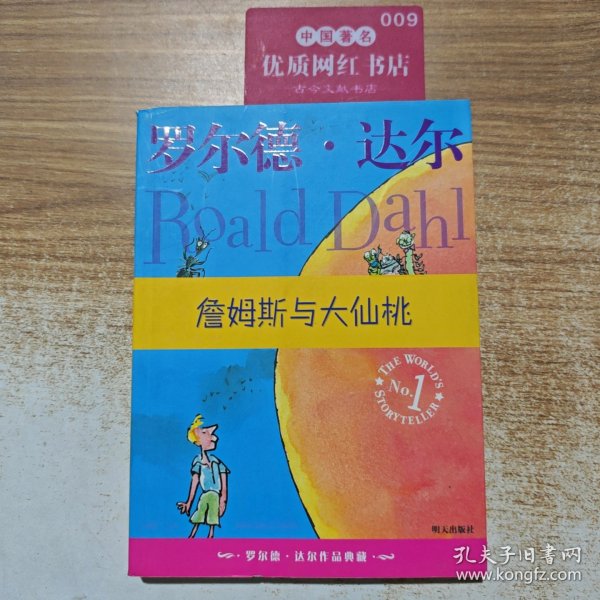 009
中国著名
优质网红书店
古今文献书店
罗尔德·达尔
Roald Dahl
詹姆斯与大仙桃
THE WORLD'S
No.1
STORYTELLER
明天出版社
罗尔德·达尔作品典藏
孔夫子旧书网
www.kongfz.com